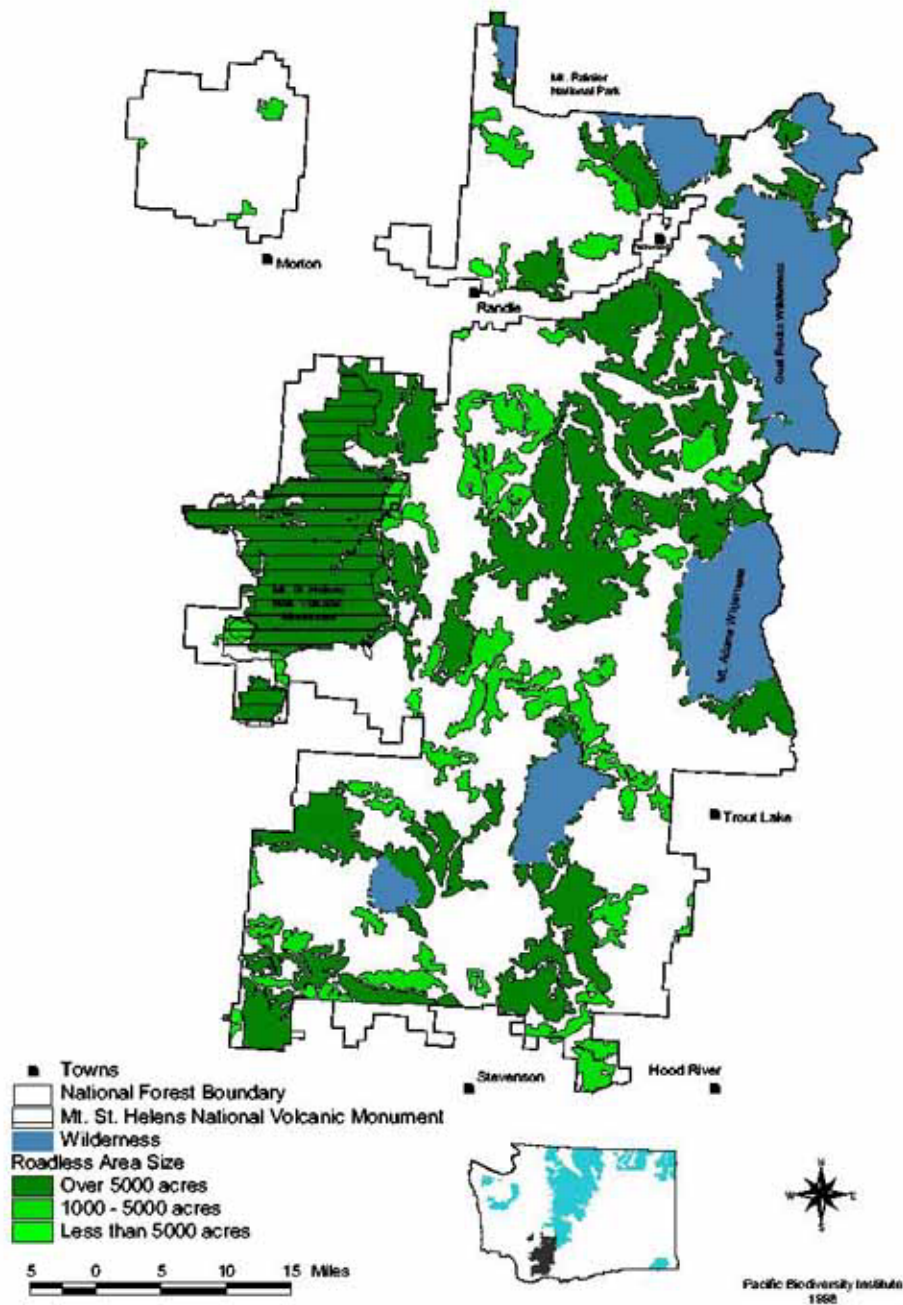 Mt. Rainier
National Park
Morton
Randle
Goat Rocks Wilderness
Mt. Adams Wilderness
Trout Lake
Stevenson
Hood River
Towns
National Forest Boundary
Mt. St. Helens National Volcanic Monument
Wilderness
Roadless Area Size
Over 5000 acres
1000 - 5000 acres
Less than 5000 acres
5 0 5 10 15 Miles
N
W E
S
Pacific Biodiversity Institute
1998